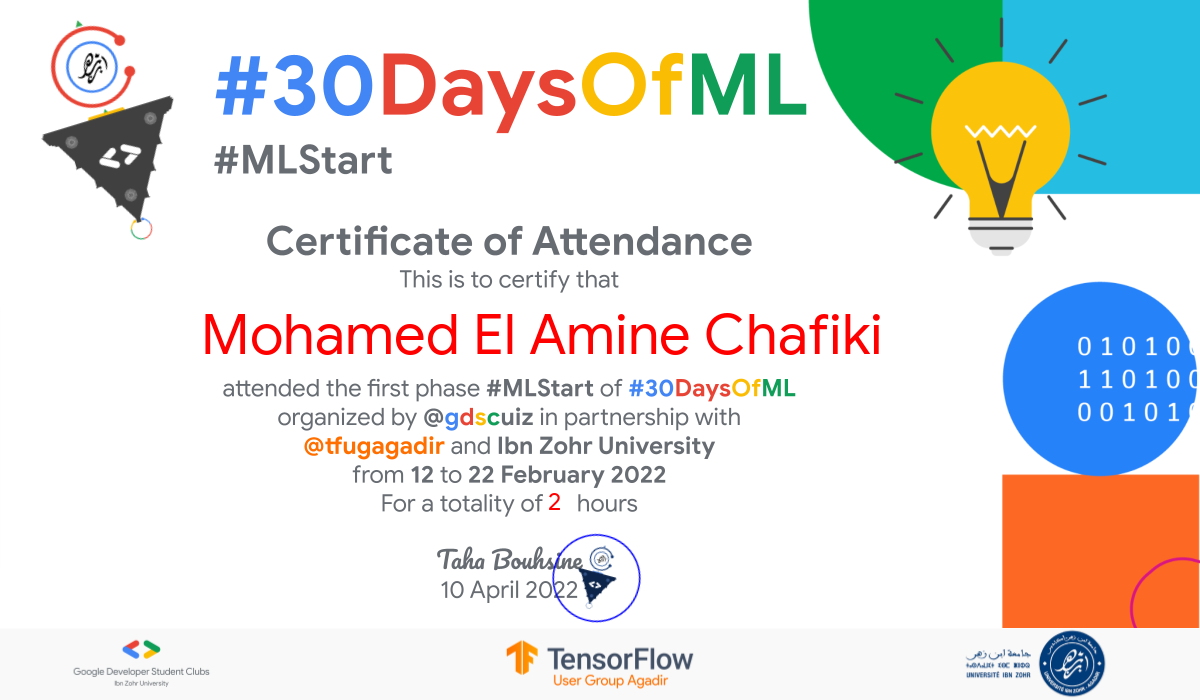 #30DaysOfML
#MLStart
Certificate of Attendance
This is to certify that
Mohamed El Amine Chafiki
attended the first phase #MLStart of #30DaysOfML
organized by @gdscuiz in partnership with
@tfugagadir and Ibn Zohr University
from 12 to 22 February 2022
For a totality of 2 hours
Taha Bouhsine
10 April 2022
010100
110100
001010
Google Developer Student Clubs
Ibn Zohr University
TensorFlow
User Group Agadir
جامعة ابن زهر
UNIVERSITÉ IBN ZOHR